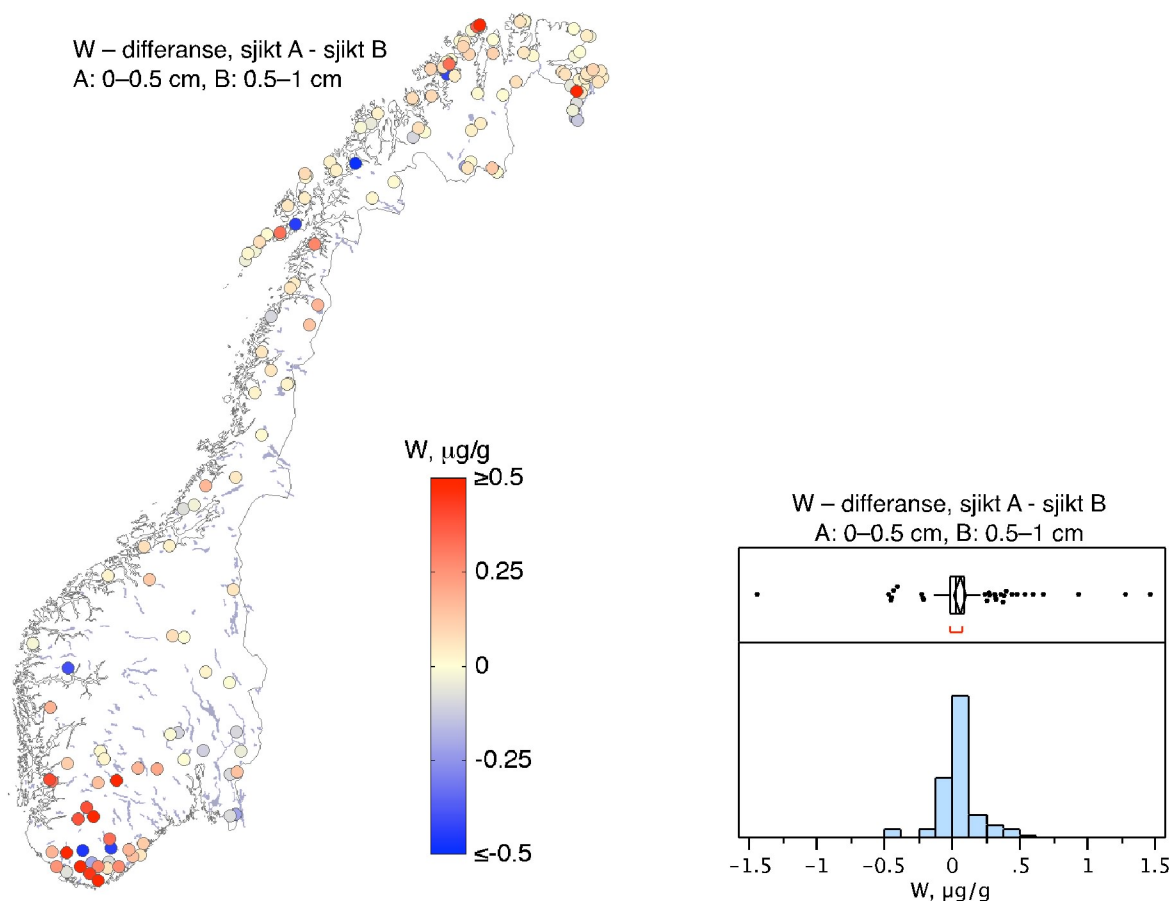 W – differanse, sjikt A - sjikt B
A: 0–0.5 cm, B: 0.5–1 cm
W, μg/g
≥0.5
0.25
0
-0.25
≤-0.5
W – differanse, sjikt A - sjikt B
A: 0–0.5 cm, B: 0.5–1 cm
−1.5 −0.5 0 .5 1 1.5
W, μg/g